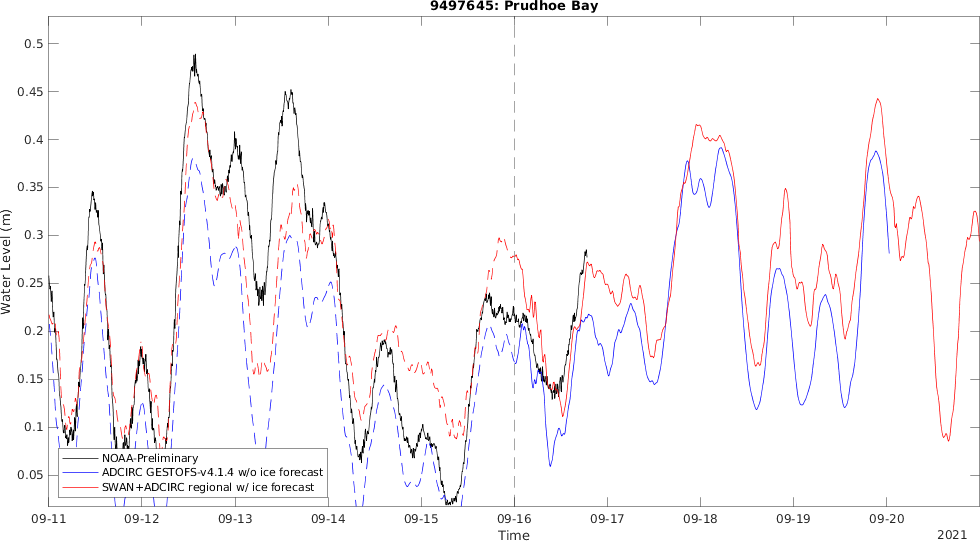 9497645: Prudhoe Bay
Water Level (m)
0.5
0.45
0.4
0.35
0.3
0.25
0.2
0.15
0.1
0.05
NOAA-Preliminary
ADCIRC GESTOFS-v4.1.4 w/o ice forecast
SWAN+ADCIRC regional w/ ice forecast
09-11 09-12 09-13 09-14 09-15 09-16 09-17 09-18 09-19 09-20
Time
2021